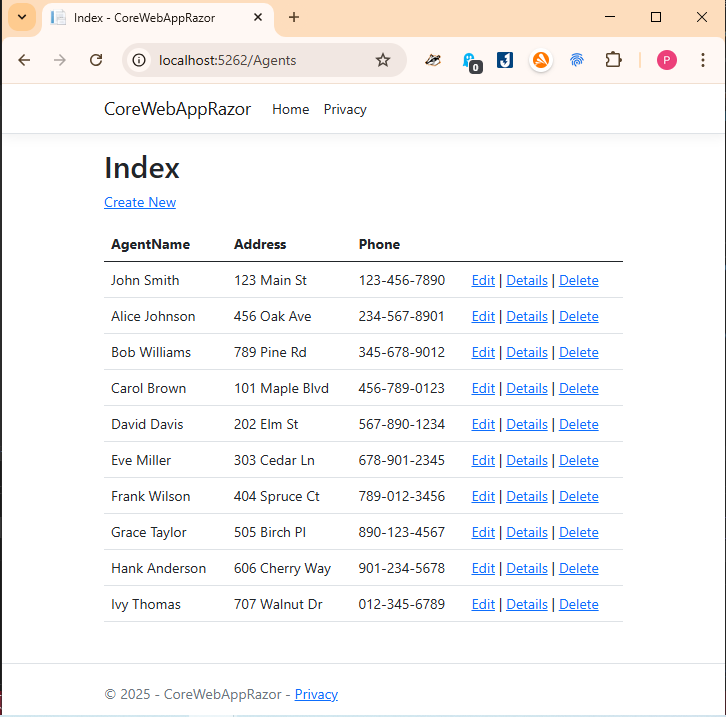 Index - CoreWebAppRazor
localhost:5262/Agents
0
J
P
CoreWebAppRazor Home Privacy
Index
Create New
AgentName Address Phone
John Smith 123 Main St 123-456-7890 Edit | Details | Delete
Alice Johnson 456 Oak Ave 234-567-8901 Edit | Details | Delete
Bob Williams 789 Pine Rd 345-678-9012 Edit | Details | Delete
Carol Brown 101 Maple Blvd 456-789-0123 Edit | Details | Delete
David Davis 202 Elm St 567-890-1234 Edit | Details | Delete
Eve Miller 303 Cedar Ln 678-901-2345 Edit | Details | Delete
Frank Wilson 404 Spruce Ct 789-012-3456 Edit | Details | Delete
Grace Taylor 505 Birch Pl 890-123-4567 Edit | Details | Delete
Hank Anderson 606 Cherry Way 901-234-5678 Edit | Details | Delete
Ivy Thomas 707 Walnut Dr 012-345-6789 Edit | Details | Delete
© 2025 - CoreWebAppRazor - Privacy